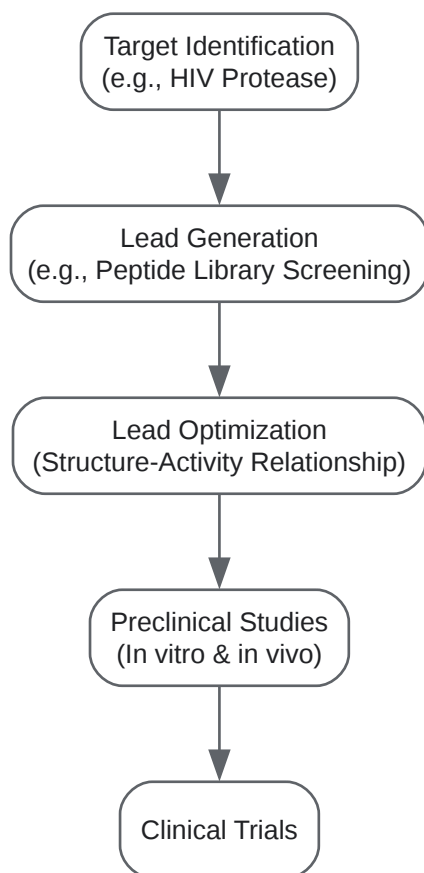 Target Identification
(e.g., HIV Protease)
Lead Generation
(e.g., Peptide Library Screening)
Lead Optimization
(Structure-Activity Relationship)
Preclinical Studies
(In vitro & in vivo)
Clinical Trials